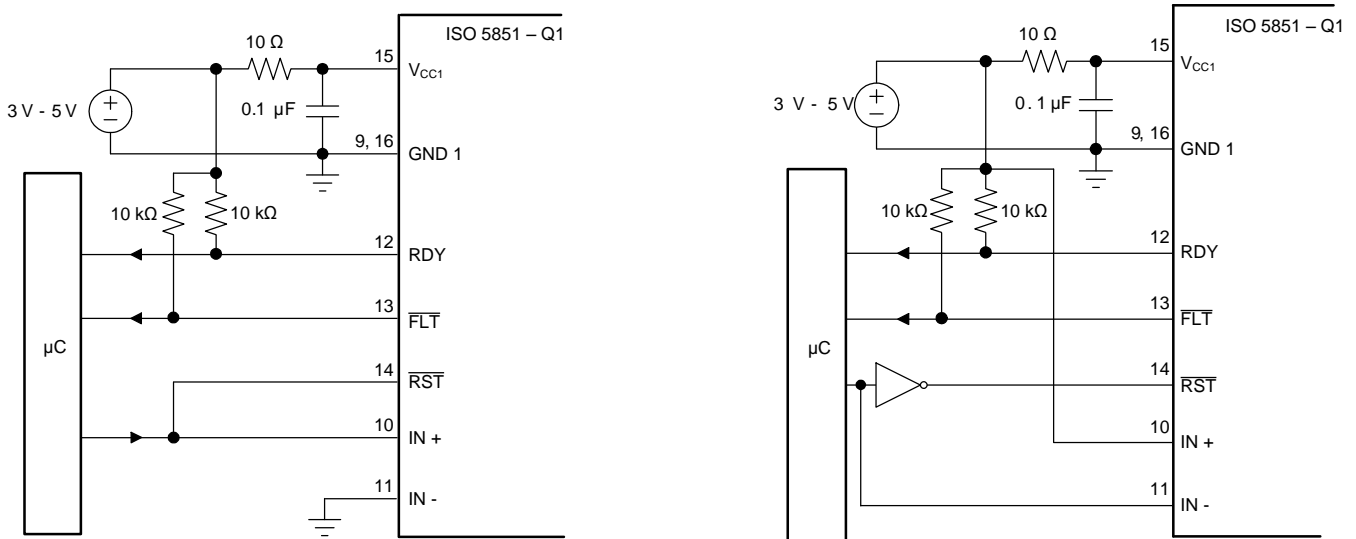 ISO 5851 – Q1
10 Ω
15
VCC1
3 V - 5 V
+
–
0.1 µF
9, 16
GND 1
10 kΩ
10 kΩ
12
RDY
13
FLT
µC
14
RST
10
IN +
11
IN -
ISO 5851 – Q1
10 Ω
15
VCC1
3 V - 5 V
+
–
0.1 µF
9, 16
GND 1
10 kΩ
10 kΩ
12
RDY
13
FLT
µC
14
RST
10
IN +
11
IN -